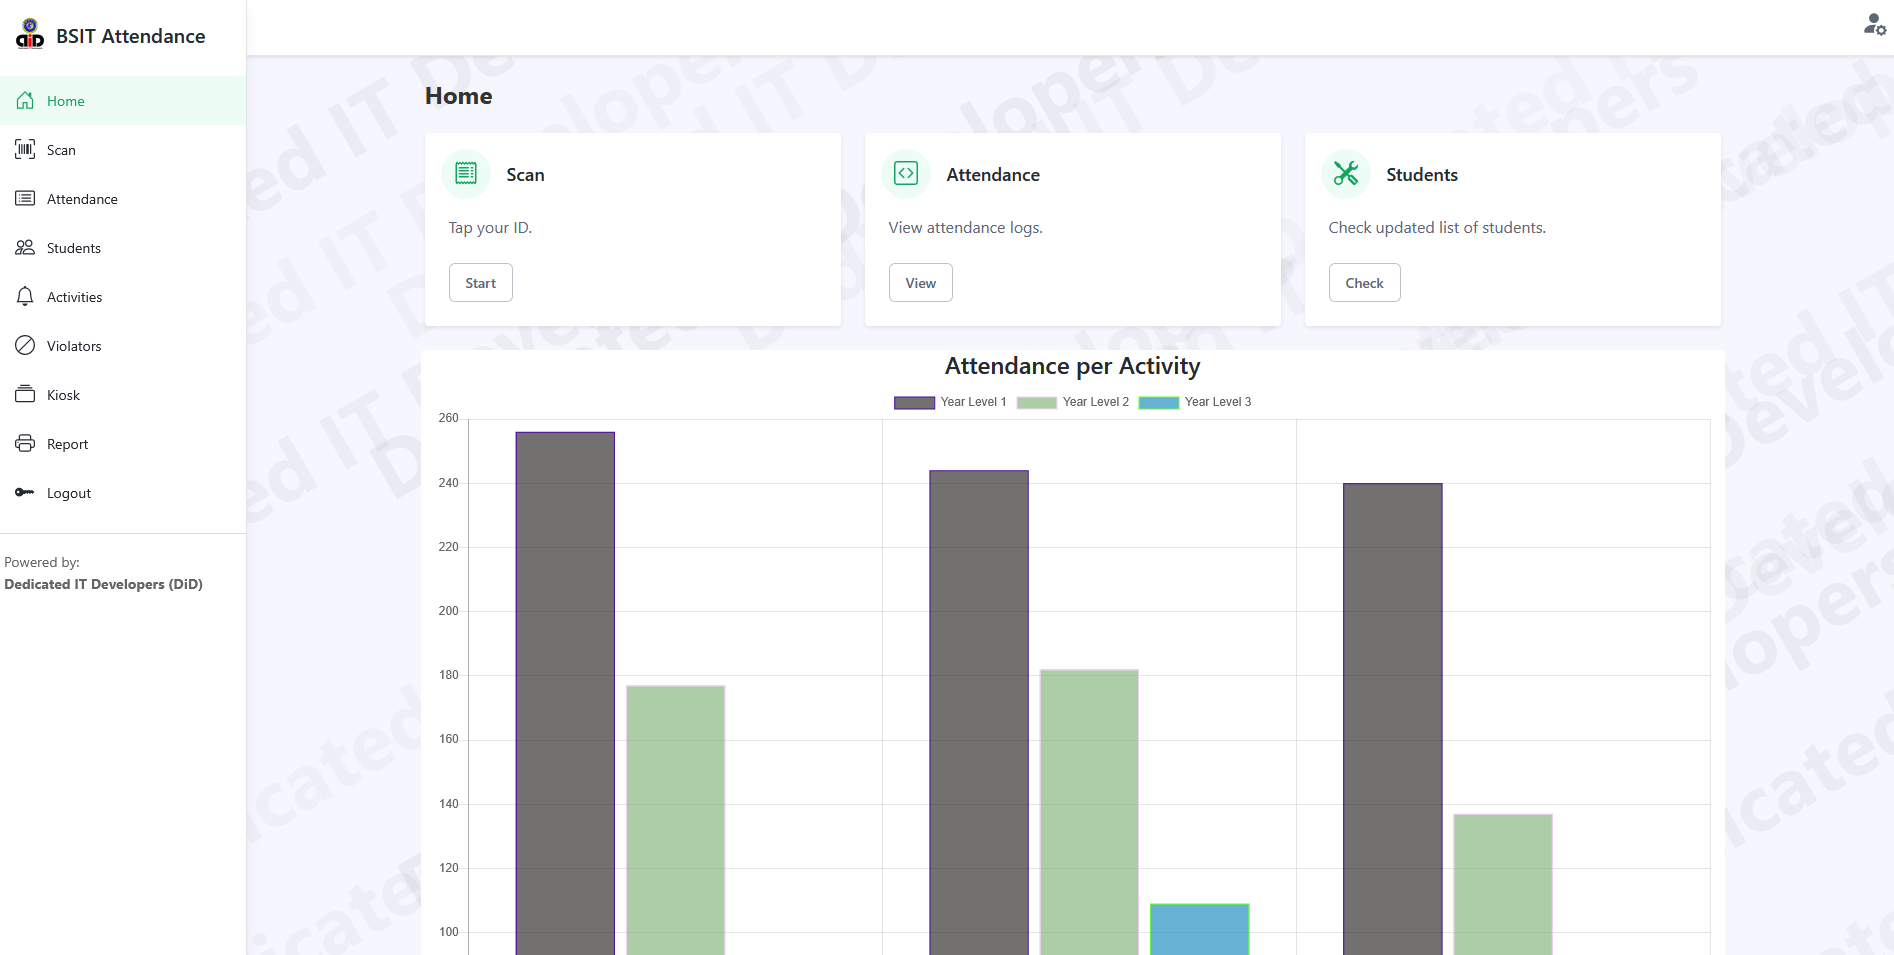 BSIT Attendance
Home
Scan
Attendance
Students
Activities
Violators
Kiosk
Report
Logout
Powered by:
Dedicated IT Developers (DiD)
Home
Scan
Tap your ID.
Start
Attendance
View attendance logs.
View
Students
Check updated list of students.
Check
Attendance per Activity
Year Level 1
Year Level 2
Year Level 3
260
240
220
200
180
160
140
120
100